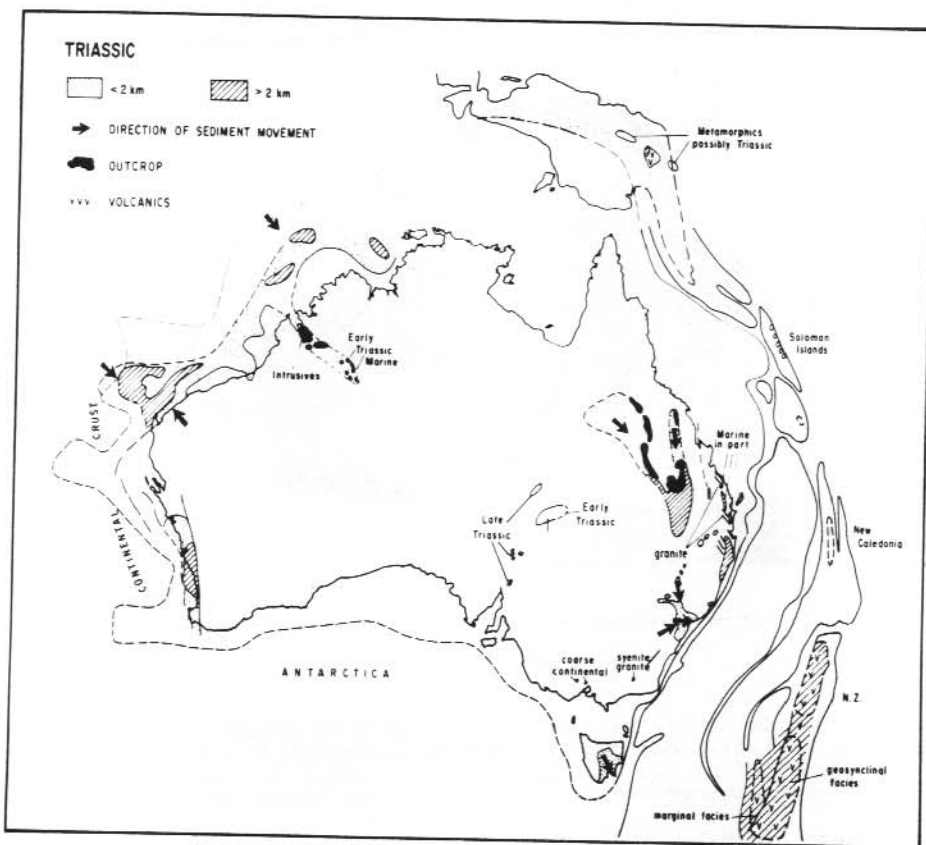 TRIASSIC
< 2 km
> 2 km
DIRECTION OF SEDIMENT MOVEMENT
OUTCROP
VVV VOLCANICS
Metamorphics
possibly Triassic
Solomon
Islands
Early
Triassic
Marine
Intrusives
CRUST
CONTINENTAL
Marine
in part
Late
Triassic
Early
Triassic
granite
New
Caledonia
syenite
granite
coarse
continental
ANTARCTICA
N.Z.
geosynclinal
facies
marginal facies